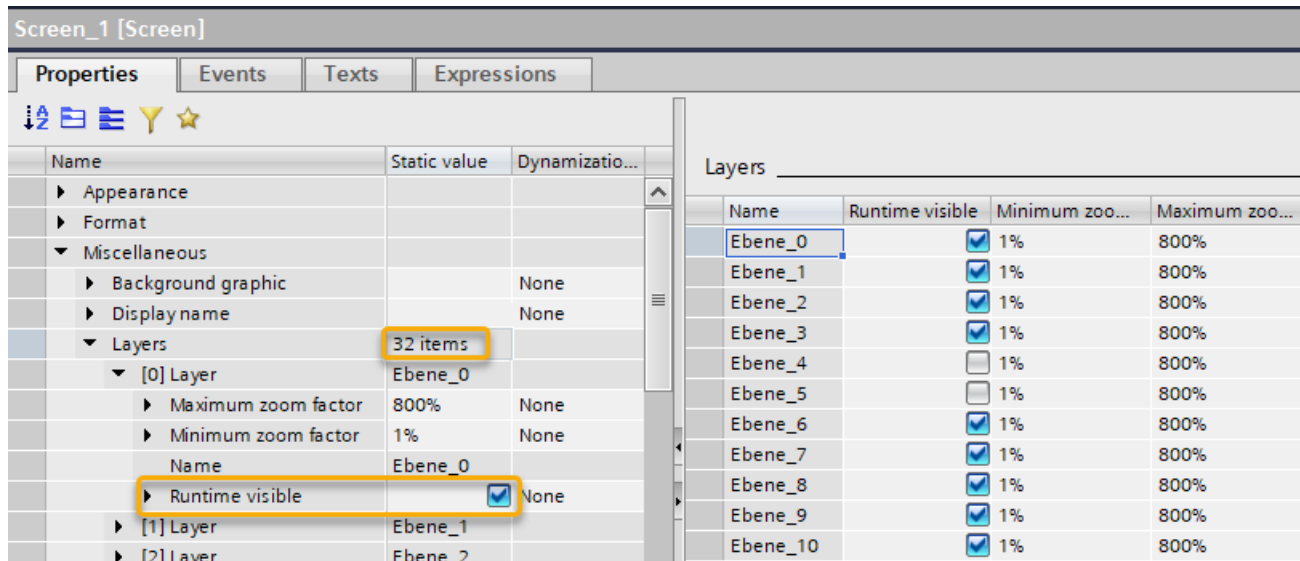 Screen_1 [Screen]
Properties Events Texts Expressions
Name Static value Dynamizatio...
Appearance
Format
Miscellaneous
Background graphic None
Display name None
Layers 32 items
[0] Layer Ebene_0
Maximum zoom factor 800% None
Minimum zoom factor 1% None
Name Ebene_0
Runtime visible None
[1] Layer Ebene_1
[2] Layer Ebene_2
Layers
Name Runtime visible Minimum zoo... Maximum zoo...
Ebene_0 1% 800%
Ebene_1 1% 800%
Ebene_2 1% 800%
Ebene_3 1% 800%
Ebene_4 1% 800%
Ebene_5 1% 800%
Ebene_6 1% 800%
Ebene_7 1% 800%
Ebene_8 1% 800%
Ebene_9 1% 800%
Ebene_10 1% 800%